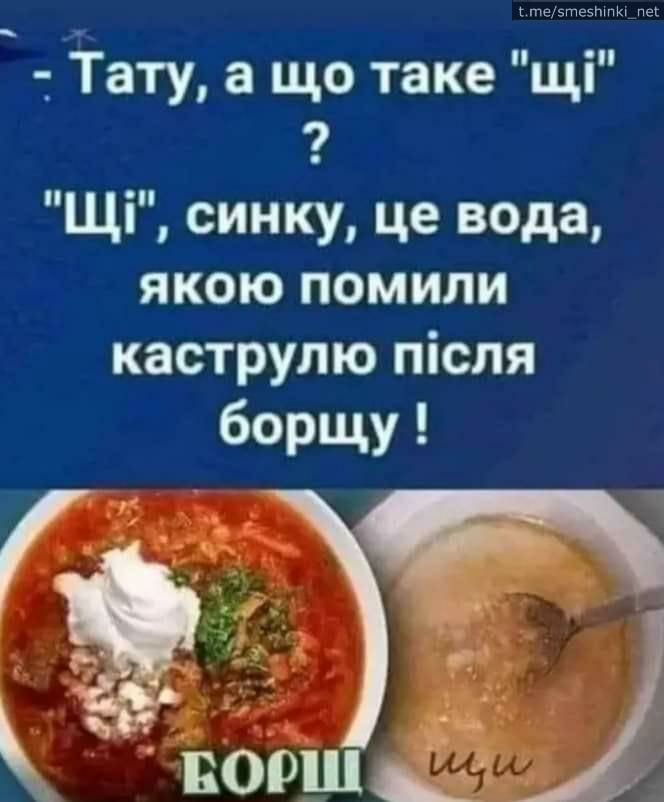 t.me/smeshinki_net
- Тату, а що таке "щі"
?
"Щі", синку, це вода,
якою помили
каструлю після
борщу !
БОРЩ
щи